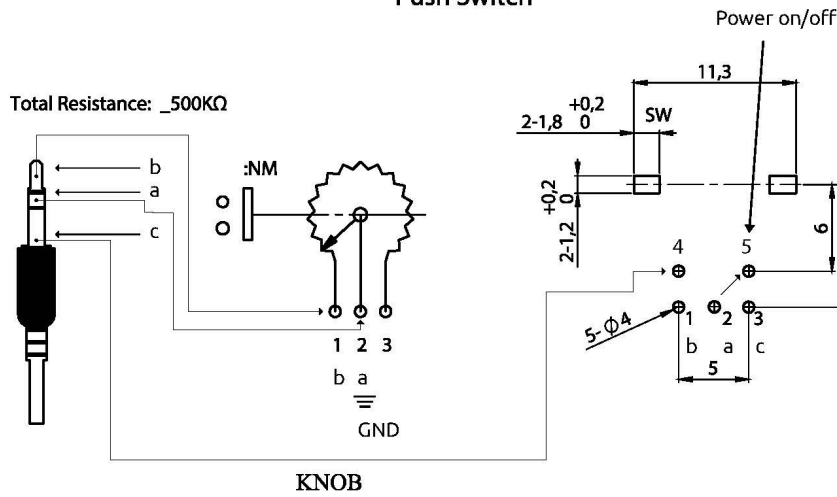 Push Switch
Power on/off
11,3
Total Resistance: _500KΩ
+0,2
2-1,8 0
SW
b
a
c
:NM
+0,2
2-1,2 0
6
4 5
1 2 3
5-Φ4
b a c
5
1 2 3
b a
GND
KNOB